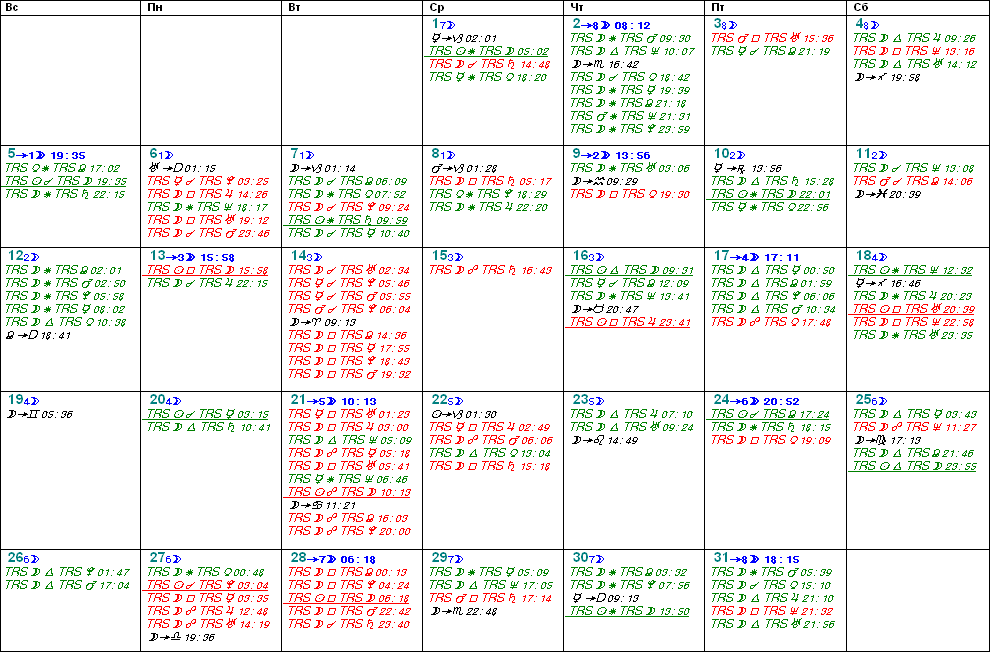 Вс
Пн
Вт
Ср
Чт
Пт
Сб
1 7☽
☿→♑ 02:01
TRS ☉ ⚹ TRS ☽ 05:02
TRS ☽ ☌ TRS ♄ 14:48
TRS ☿ ⚹ TRS ♀ 18:20
2→8☽ 08:12
TRS ☽ ⚹ TRS ♂ 09:30
TRS ☽ △ TRS ♆ 10:07
☽→♏ 16:42
TRS ☽ ☌ TRS ♀ 18:42
TRS ☽ ⚹ TRS ☿ 19:39
TRS ☽ ⚹ TRS ☊ 21:18
TRS ♂ ⚹ TRS ♆ 21:31
TRS ☽ ⚹ TRS ♇ 23:59
3 8☽
TRS ♂ □ TRS ♅ 15:36
TRS ☿ ☌ TRS ☊ 21:19
4 8☽
TRS ☽ △ TRS ♃ 09:26
TRS ☽ □ TRS ♆ 13:16
TRS ☽ △ TRS ♅ 14:12
☽→♐ 19:58
5→1☽ 19:35
TRS ♀ ⚹ TRS ☊ 17:02
TRS ☉ ☌ TRS ☽ 19:35
TRS ☽ ⚹ TRS ♄ 22:15
6 1☽
♅→D 01:15
TRS ☿ ☌ TRS ♇ 03:25
TRS ☽ □ TRS ♃ 14:26
TRS ☽ ⚹ TRS ♆ 18:17
TRS ☽ □ TRS ♅ 19:12
TRS ☽ ☌ TRS ♂ 23:46
7 1☽
☽→♑ 01:14
TRS ☽ ☌ TRS ☊ 06:09
TRS ☽ ⚹ TRS ♀ 07:52
TRS ☽ ☌ TRS ♇ 09:24
TRS ☉ ⚹ TRS ♄ 09:59
TRS ☽ ☌ TRS ☿ 10:40
8 1☽
♂→♑ 01:28
TRS ☽ □ TRS ♄ 05:17
TRS ♀ ⚹ TRS ♇ 18:29
TRS ☽ ⚹ TRS ♃ 22:20
9→2☽ 13:56
TRS ☽ ⚹ TRS ♅ 03:06
☽→♒ 09:29
TRS ☽ □ TRS ♀ 19:30
10 2☽
☿→℞ 13:56
TRS ☽ △ TRS ♄ 15:28
TRS ☉ ⚹ TRS ☽ 22:01
TRS ☿ ⚹ TRS ♀ 22:56
11 2☽
TRS ☽ ☌ TRS ♆ 13:08
TRS ♂ ☌ TRS ☊ 14:06
☽→♓ 20:39
12 2☽
TRS ☽ ⚹ TRS ☊ 02:01
TRS ☽ ⚹ TRS ♂ 02:50
TRS ☽ ⚹ TRS ♇ 05:58
TRS ☽ ⚹ TRS ☿ 08:02
TRS ☽ △ TRS ♀ 10:38
☊→D 18:41
13→3☽ 15:58
TRS ☉ □ TRS ☽ 15:58
TRS ☽ ☌ TRS ♃ 22:15
14 3☽
TRS ☽ ☌ TRS ♅ 02:34
TRS ☿ ☌ TRS ♇ 05:46
TRS ☿ ☌ TRS ♂ 05:55
TRS ♂ ☌ TRS ♇ 06:04
☽→♈ 09:13
TRS ☽ □ TRS ☊ 14:36
TRS ☽ □ TRS ☿ 17:55
TRS ☽ □ TRS ♇ 18:43
TRS ☽ □ TRS ♂ 19:32
15 3☽
TRS ☽ ☍ TRS ♄ 16:43
16 3☽
TRS ☉ △ TRS ☽ 09:31
TRS ☿ ☌ TRS ☊ 12:09
TRS ☽ ⚹ TRS ♆ 13:41
☽→♉ 20:47
TRS ☉ □ TRS ♃ 23:41
17→4☽ 17:11
TRS ☽ △ TRS ☿ 00:50
TRS ☽ △ TRS ☊ 01:59
TRS ☽ △ TRS ♇ 06:06
TRS ☽ △ TRS ♂ 10:34
TRS ☽ ☍ TRS ♀ 17:48
18 4☽
TRS ☉ ⚹ TRS ♆ 12:32
☿→♐ 16:46
TRS ☽ ⚹ TRS ♃ 20:23
TRS ☉ □ TRS ♅ 20:39
TRS ☽ □ TRS ♆ 22:58
TRS ☽ ⚹ TRS ♅ 23:35
19 4☽
☽→♊ 05:36
20 4☽
TRS ☉ ☌ TRS ☿ 03:15
TRS ☽ △ TRS ♄ 10:41
21→5☽ 10:13
TRS ☿ □ TRS ♅ 01:23
TRS ☽ □ TRS ♃ 03:00
TRS ☽ △ TRS ♆ 05:09
TRS ☽ ☍ TRS ☿ 05:18
TRS ☽ □ TRS ♅ 05:41
TRS ☿ ⚹ TRS ♆ 06:46
TRS ☉ ☍ TRS ☽ 10:13
☽→♋ 11:21
TRS ☽ ☍ TRS ☊ 16:03
TRS ☽ ☍ TRS ♇ 20:00
22 5☽
☉→♑ 01:30
TRS ☿ □ TRS ♃ 02:49
TRS ☽ ☍ TRS ♂ 06:06
TRS ☽ △ TRS ♀ 13:04
TRS ☽ □ TRS ♄ 15:18
23 5☽
TRS ☽ △ TRS ♃ 07:10
TRS ☽ △ TRS ♅ 09:24
☽→♌ 14:49
24→6☽ 20:52
TRS ☉ ☌ TRS ☊ 17:24
TRS ☽ ⚹ TRS ♄ 18:15
TRS ☽ □ TRS ♀ 19:09
25 6☽
TRS ☽ △ TRS ☿ 03:43
TRS ☽ ☍ TRS ♆ 11:27
☽→♍ 17:13
TRS ☽ △ TRS ☊ 21:46
TRS ☉ △ TRS ☽ 23:55
26 6☽
TRS ☽ △ TRS ♇ 01:47
TRS ☽ △ TRS ♂ 17:04
27 6☽
TRS ☽ ⚹ TRS ♀ 00:48
TRS ☉ ☌ TRS ♇ 03:04
TRS ☽ □ TRS ☿ 03:35
TRS ☽ ☍ TRS ♃ 12:48
TRS ☽ ☍ TRS ♅ 14:19
☽→♎ 19:36
28→7☽ 06:18
TRS ☽ □ TRS ☊ 00:13
TRS ☽ □ TRS ♇ 04:24
TRS ☉ □ TRS ☽ 06:18
TRS ☽ □ TRS ♂ 22:42
TRS ☽ ☌ TRS ♄ 23:40
29 7☽
TRS ☽ ⚹ TRS ☿ 05:09
TRS ☽ △ TRS ♆ 17:05
TRS ♂ □ TRS ♄ 17:14
☽→♏ 22:48
30 7☽
TRS ☽ ⚹ TRS ☊ 03:32
TRS ☽ ⚹ TRS ♇ 07:56
☿→D 09:13
TRS ☉ ⚹ TRS ☽ 13:50
31→8☽ 18:15
TRS ☽ ⚹ TRS ♂ 05:39
TRS ☽ ☌ TRS ♀ 15:10
TRS ☽ △ TRS ♃ 21:10
TRS ☽ □ TRS ♆ 21:32
TRS ☽ △ TRS ♅ 21:56